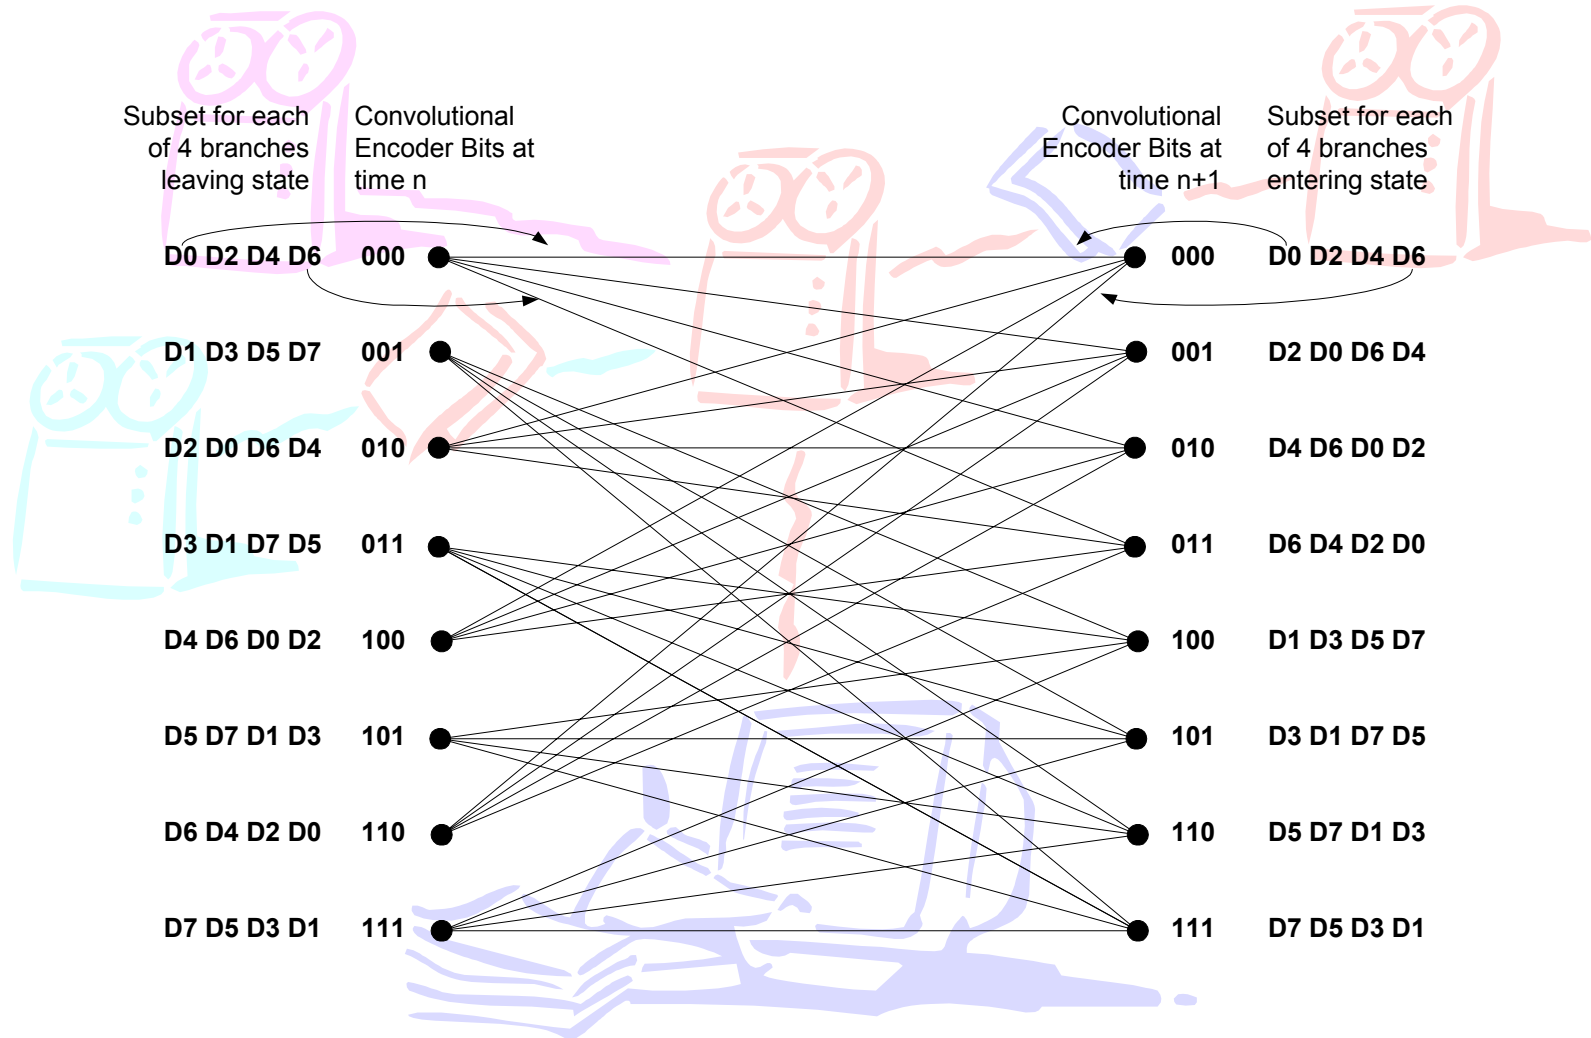 Subset for each
of 4 branches
leaving state
Convolutional
Encoder Bits at
time n
Convolutional
Encoder Bits at
time n+1
Subset for each
of 4 branches
entering state
D0 D2 D4 D6 000 000 D0 D2 D4 D6
D1 D3 D5 D7 001 001 D2 D0 D6 D4
D2 D0 D6 D4 010 010 D4 D6 D0 D2
D3 D1 D7 D5 011 011 D6 D4 D2 D0
D4 D6 D0 D2 100 100 D1 D3 D5 D7
D5 D7 D1 D3 101 101 D3 D1 D7 D5
D6 D4 D2 D0 110 110 D5 D7 D1 D3
D7 D5 D3 D1 111 111 D7 D5 D3 D1